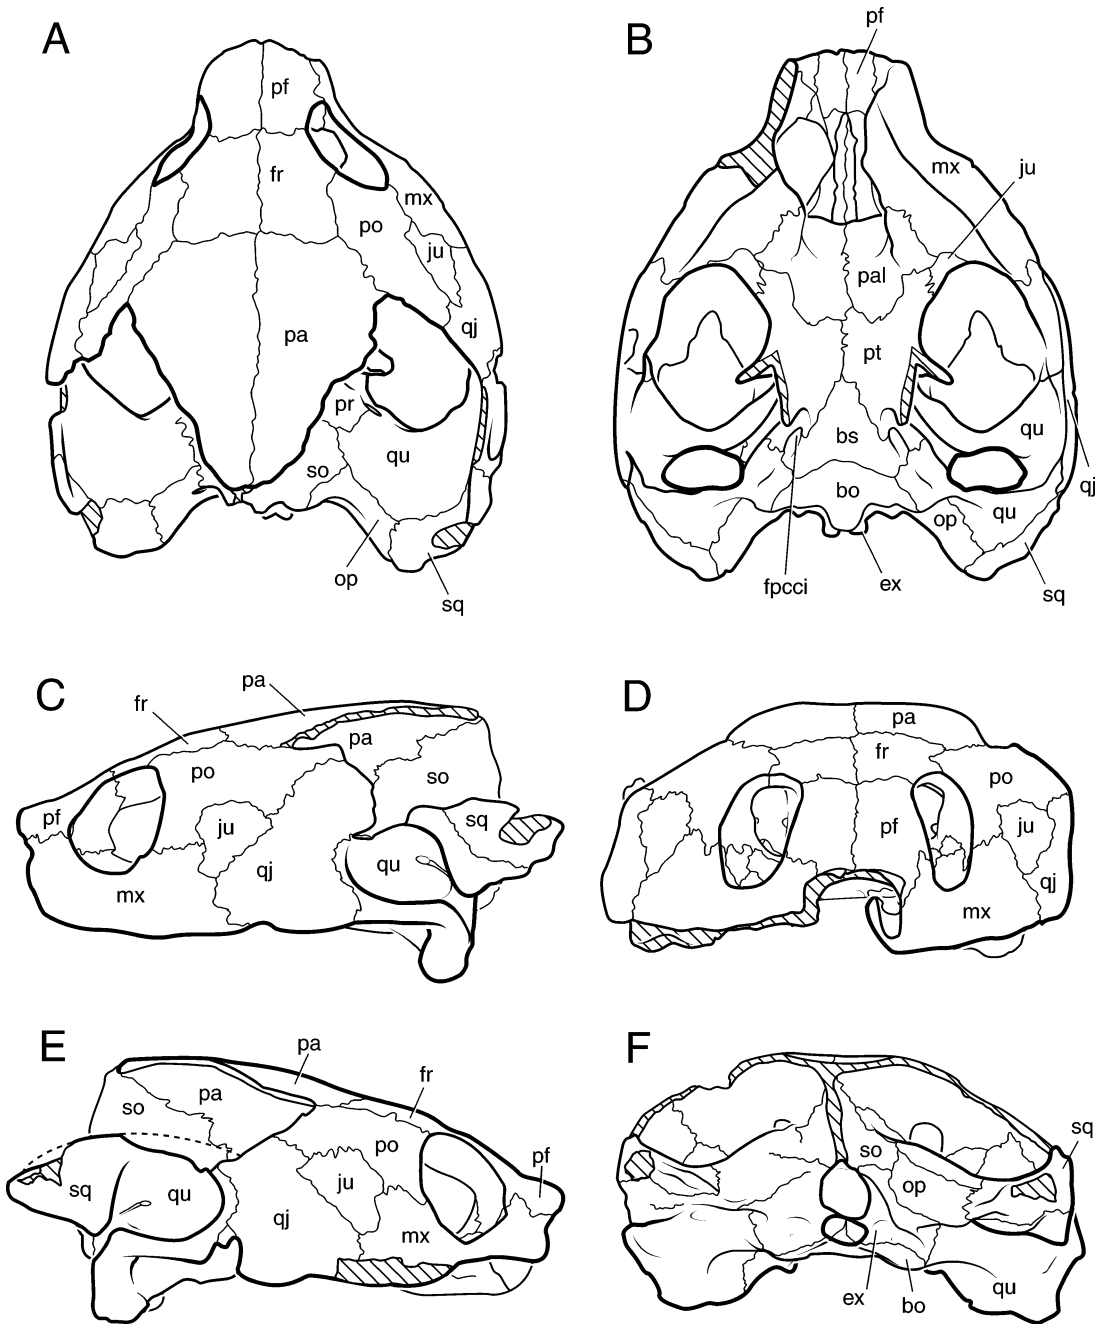 A
pf
fr
mx
po
ju
qj
pa
pr
qu
so
op
sq
B
pf
mx
ju
pal
pt
qu
bs
bo
qj
op
qu
fpcci
ex
sq
C
pa
fr
pa
po
so
pf
ju
sq
qj
qu
mx
D
pa
fr
po
pf
ju
qj
mx
E
pa
fr
pa
so
po
pf
ju
sq
qu
qj
mx
F
sq
so
op
ex
bo
qu